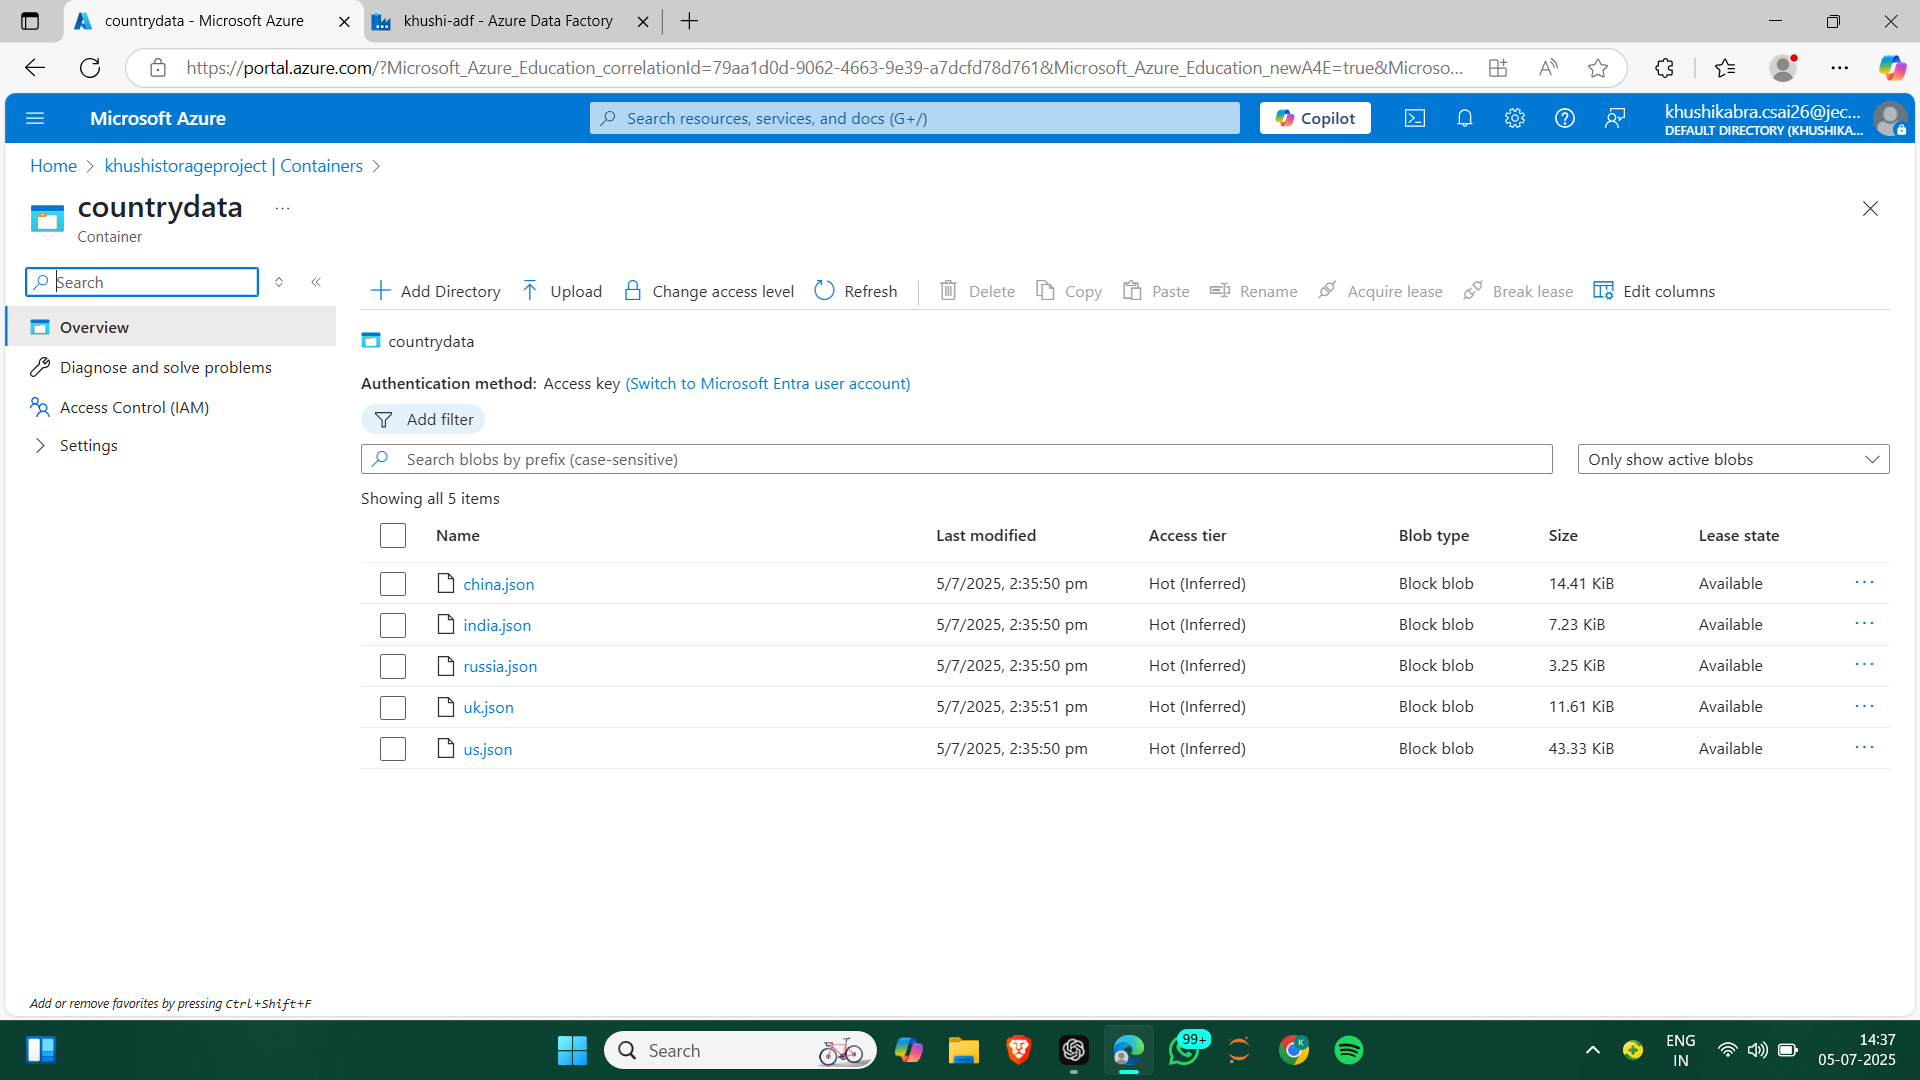 countrydata - Microsoft Azure
khushi-adf - Azure Data Factory
https://portal.azure.com/?Microsoft_Azure_Education_correlationId=79aa1d0d-9062-4663-9e39-a7dcfd78d761&Microsoft_Azure_Education_newA4E=true&Microso...
Microsoft Azure
Search resources, services, and docs (G+/)
Copilot
khushikabra.csai26@jec...
DEFAULT DIRECTORY (KHUSHIKA...
Home > khushistorageproject | Containers >
countrydata
...
Container
Search
Add Directory
Upload
Change access level
Refresh
Delete
Copy
Paste
Rename
Acquire lease
Break lease
Edit columns
Overview
Diagnose and solve problems
Access Control (IAM)
Settings
countrydata
Authentication method: Access key (Switch to Microsoft Entra user account)
Add filter
Search blobs by prefix (case-sensitive)
Only show active blobs
Showing all 5 items
Name Last modified Access tier Blob type Size Lease state
china.json 5/7/2025, 2:35:50 pm Hot (Inferred) Block blob 14.41 KiB Available ...
india.json 5/7/2025, 2:35:50 pm Hot (Inferred) Block blob 7.23 KiB Available ...
russia.json 5/7/2025, 2:35:50 pm Hot (Inferred) Block blob 3.25 KiB Available ...
uk.json 5/7/2025, 2:35:51 pm Hot (Inferred) Block blob 11.61 KiB Available ...
us.json 5/7/2025, 2:35:50 pm Hot (Inferred) Block blob 43.33 KiB Available ...
Add or remove favorites by pressing Ctrl+Shift+F
Search
99+
K
ENG
IN
14:37
05-07-2025